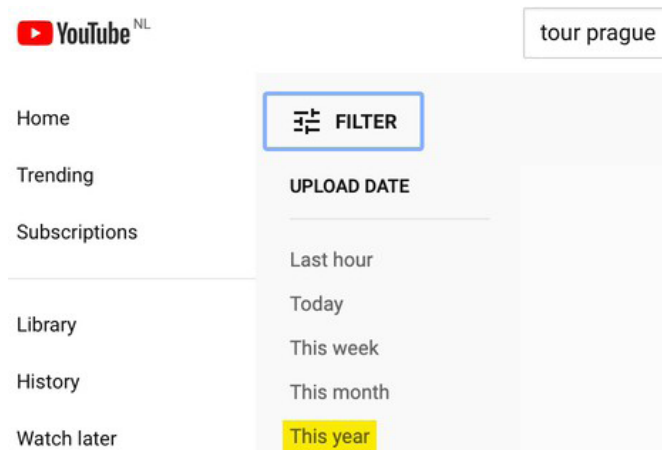 YouTube NL
tour prague
Home
Trending
Subscriptions
Library
History
Watch later
FILTER
UPLOAD DATE
Last hour
Today
This week
This month
This year